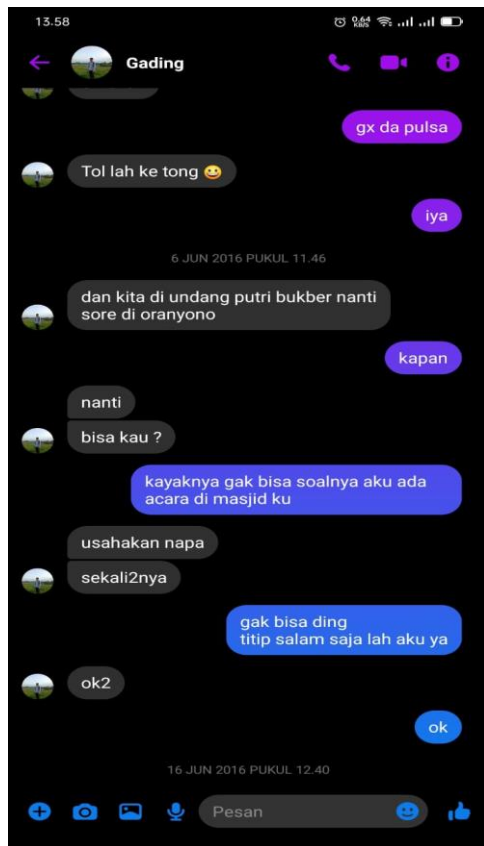 13.58
0.64 KB/S
Gading
gx da pulsa
Tol lah ke tong 😀
iya
6 JUN 2016 PUKUL 11.46
dan kita di undang putri bukber nanti
sore di oranyono
kapan
nanti
bisa kau ?
kayaknya gak bisa soalnya aku ada
acara di masjid ku
usahakan napa
sekali2nya
gak bisa ding
titip salam saja lah aku ya
ok2
ok
16 JUN 2016 PUKUL 12.40
Pesan